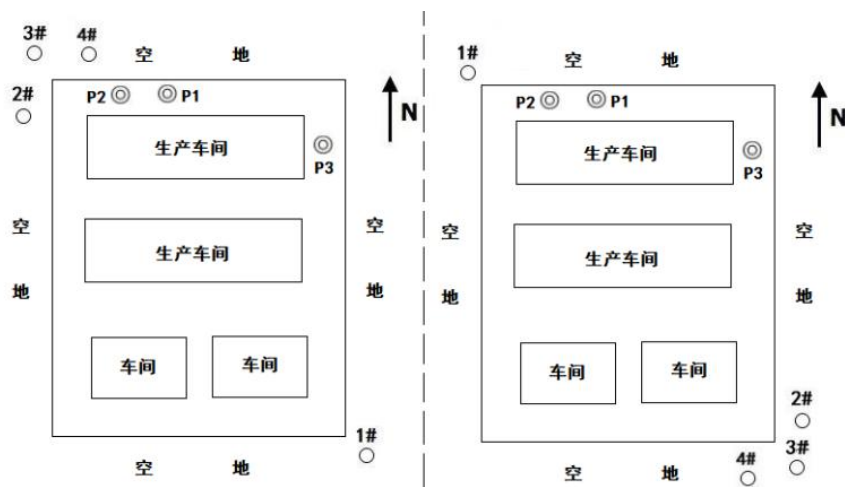 3# 4# 空 地
2# P2 P1 N
生产车间
P3
空 空
生产车间
地 地
车间 车间
1#
空 地
1# 空 地
P2 P1 N
生产车间
P3
空 空
生产车间
地 地
车间 车间
2#
3#
空 地 4#